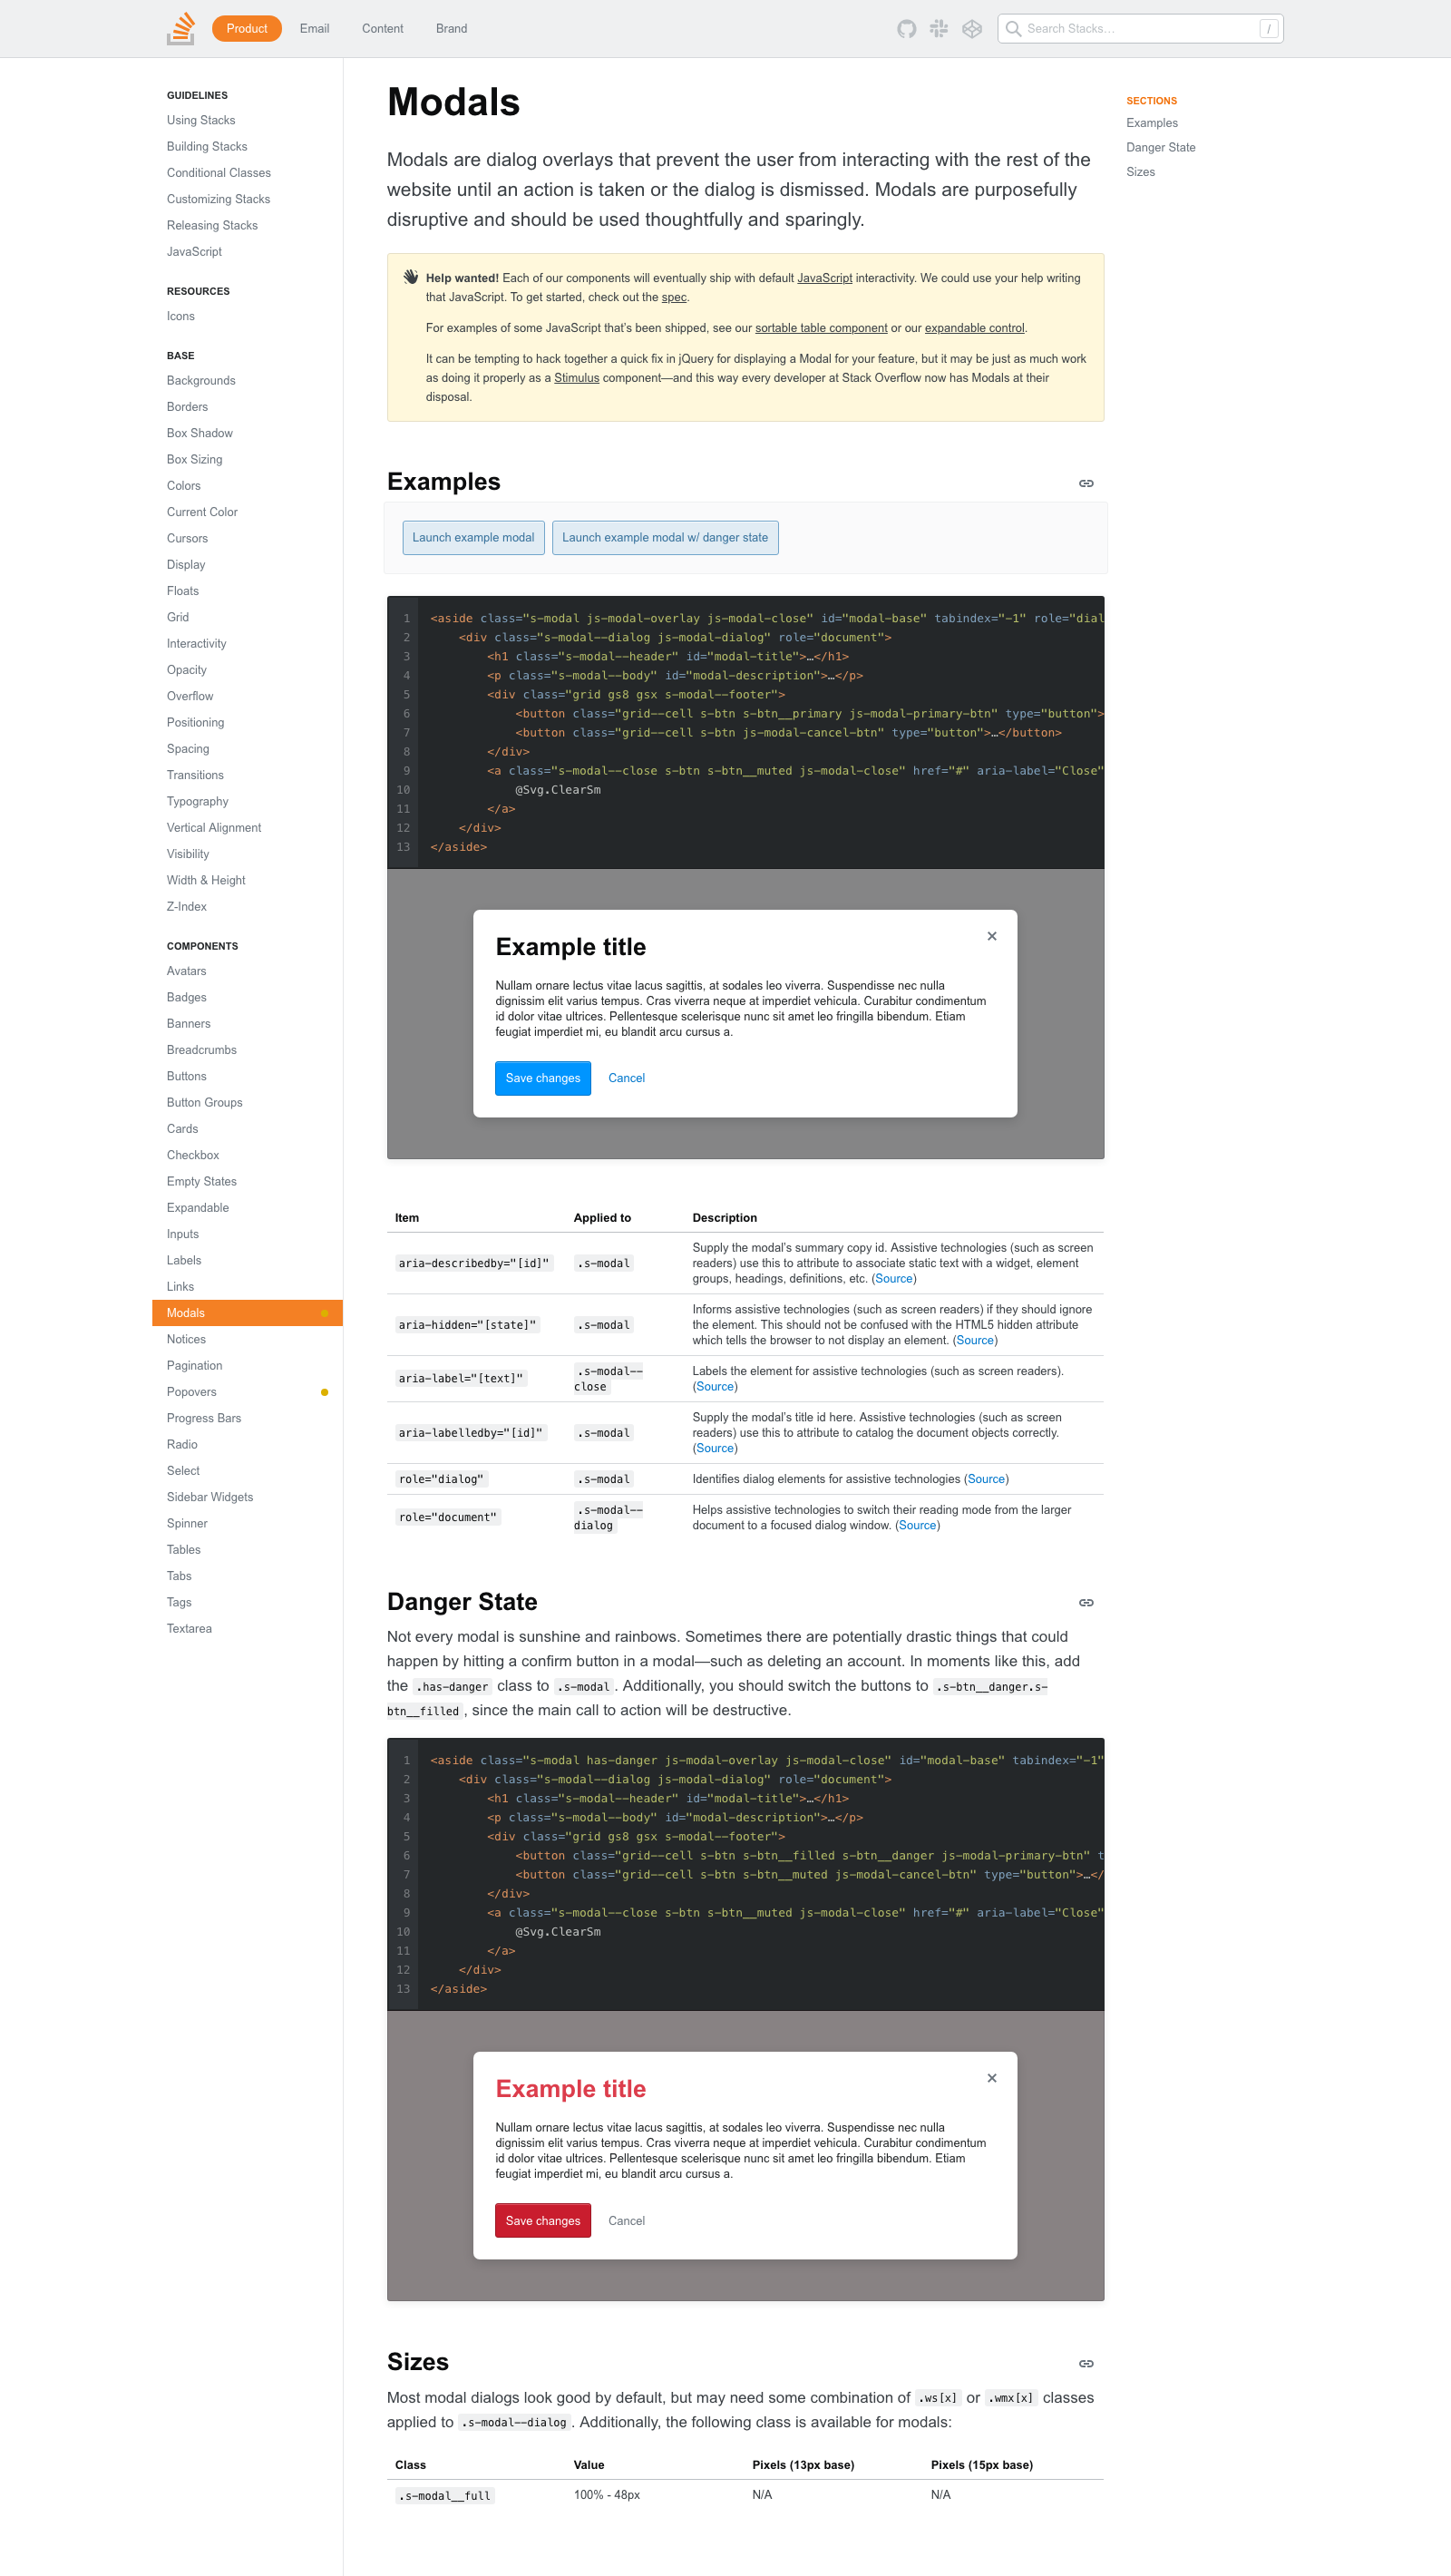 Product
Email
Content
Brand
Search Stacks…
/
GUIDELINES
Using Stacks
Building Stacks
Conditional Classes
Customizing Stacks
Releasing Stacks
JavaScript
RESOURCES
Icons
BASE
Backgrounds
Borders
Box Shadow
Box Sizing
Colors
Current Color
Cursors
Display
Floats
Grid
Interactivity
Opacity
Overflow
Positioning
Spacing
Transitions
Typography
Vertical Alignment
Visibility
Width & Height
Z-Index
COMPONENTS
Avatars
Badges
Banners
Breadcrumbs
Buttons
Button Groups
Cards
Checkbox
Empty States
Expandable
Inputs
Labels
Links
Modals
Notices
Pagination
Popovers
Progress Bars
Radio
Select
Sidebar Widgets
Spinner
Tables
Tabs
Tags
Textarea
Modals
Modals are dialog overlays that prevent the user from interacting with the rest of the
website until an action is taken or the dialog is dismissed. Modals are purposefully
disruptive and should be used thoughtfully and sparingly.
Help wanted! Each of our components will eventually ship with default JavaScript interactivity. We could use your help writing
that JavaScript. To get started, check out the spec.
For examples of some JavaScript that’s been shipped, see our sortable table component or our expandable control.
It can be tempting to hack together a quick fix in jQuery for displaying a Modal for your feature, but it may be just as much work
as doing it properly as a Stimulus component—and this way every developer at Stack Overflow now has Modals at their
disposal.
Examples
Launch example modal
Launch example modal w/ danger state
1 <aside class="s-modal js-modal-overlay js-modal-close" id="modal-base" tabindex="-1" role="dial
2 <div class="s-modal--dialog js-modal-dialog" role="document">
3 <h1 class="s-modal--header" id="modal-title">…</h1>
4 <p class="s-modal--body" id="modal-description">…</p>
5 <div class="grid gs8 gsx s-modal--footer">
6 <button class="grid--cell s-btn s-btn__primary js-modal-primary-btn" type="button">
7 <button class="grid--cell s-btn js-modal-cancel-btn" type="button">…</button>
8 </div>
9 <a class="s-modal--close s-btn s-btn__muted js-modal-close" href="#" aria-label="Close"
10 @Svg.ClearSm
11 </a>
12 </div>
13 </aside>
Example title
Nullam ornare lectus vitae lacus sagittis, at sodales leo viverra. Suspendisse nec nulla
dignissim elit varius tempus. Cras viverra neque at imperdiet vehicula. Curabitur condimentum
id dolor vitae ultrices. Pellentesque scelerisque nunc sit amet leo fringilla bibendum. Etiam
feugiat imperdiet mi, eu blandit arcu cursus a.
Save changes
Cancel
Item Applied to Description
aria-describedby="[id]" .s-modal Supply the modal’s summary copy id. Assistive technologies (such as screen
readers) use this to attribute to associate static text with a widget, element
groups, headings, definitions, etc. (Source)
aria-hidden="[state]" .s-modal Informs assistive technologies (such as screen readers) if they should ignore
the element. This should not be confused with the HTML5 hidden attribute
which tells the browser to not display an element. (Source)
aria-label="[text]" .s-modal--
close
Labels the element for assistive technologies (such as screen readers).
(Source)
aria-labelledby="[id]" .s-modal Supply the modal’s title id here. Assistive technologies (such as screen
readers) use this to attribute to catalog the document objects correctly.
(Source)
role="dialog" .s-modal Identifies dialog elements for assistive technologies (Source)
role="document" .s-modal--
dialog
Helps assistive technologies to switch their reading mode from the larger
document to a focused dialog window. (Source)
Danger State
Not every modal is sunshine and rainbows. Sometimes there are potentially drastic things that could
happen by hitting a confirm button in a modal—such as deleting an account. In moments like this, add
the .has-danger class to .s-modal. Additionally, you should switch the buttons to .s-btn__danger.s-
btn__filled, since the main call to action will be destructive.
1 <aside class="s-modal has-danger js-modal-overlay js-modal-close" id="modal-base" tabindex="-1"
2 <div class="s-modal--dialog js-modal-dialog" role="document">
3 <h1 class="s-modal--header" id="modal-title">…</h1>
4 <p class="s-modal--body" id="modal-description">…</p>
5 <div class="grid gs8 gsx s-modal--footer">
6 <button class="grid--cell s-btn s-btn__filled s-btn__danger js-modal-primary-btn" t
7 <button class="grid--cell s-btn s-btn__muted js-modal-cancel-btn" type="button">…</
8 </div>
9 <a class="s-modal--close s-btn s-btn__muted js-modal-close" href="#" aria-label="Close"
10 @Svg.ClearSm
11 </a>
12 </div>
13 </aside>
Example title
Nullam ornare lectus vitae lacus sagittis, at sodales leo viverra. Suspendisse nec nulla
dignissim elit varius tempus. Cras viverra neque at imperdiet vehicula. Curabitur condimentum
id dolor vitae ultrices. Pellentesque scelerisque nunc sit amet leo fringilla bibendum. Etiam
feugiat imperdiet mi, eu blandit arcu cursus a.
Save changes
Cancel
Sizes
Most modal dialogs look good by default, but may need some combination of .ws[x] or .wmx[x] classes
applied to .s-modal--dialog. Additionally, the following class is available for modals:
Class Value Pixels (13px base) Pixels (15px base)
.s-modal__full 100% - 48px N/A N/A
SECTIONS
Examples
Danger State
Sizes